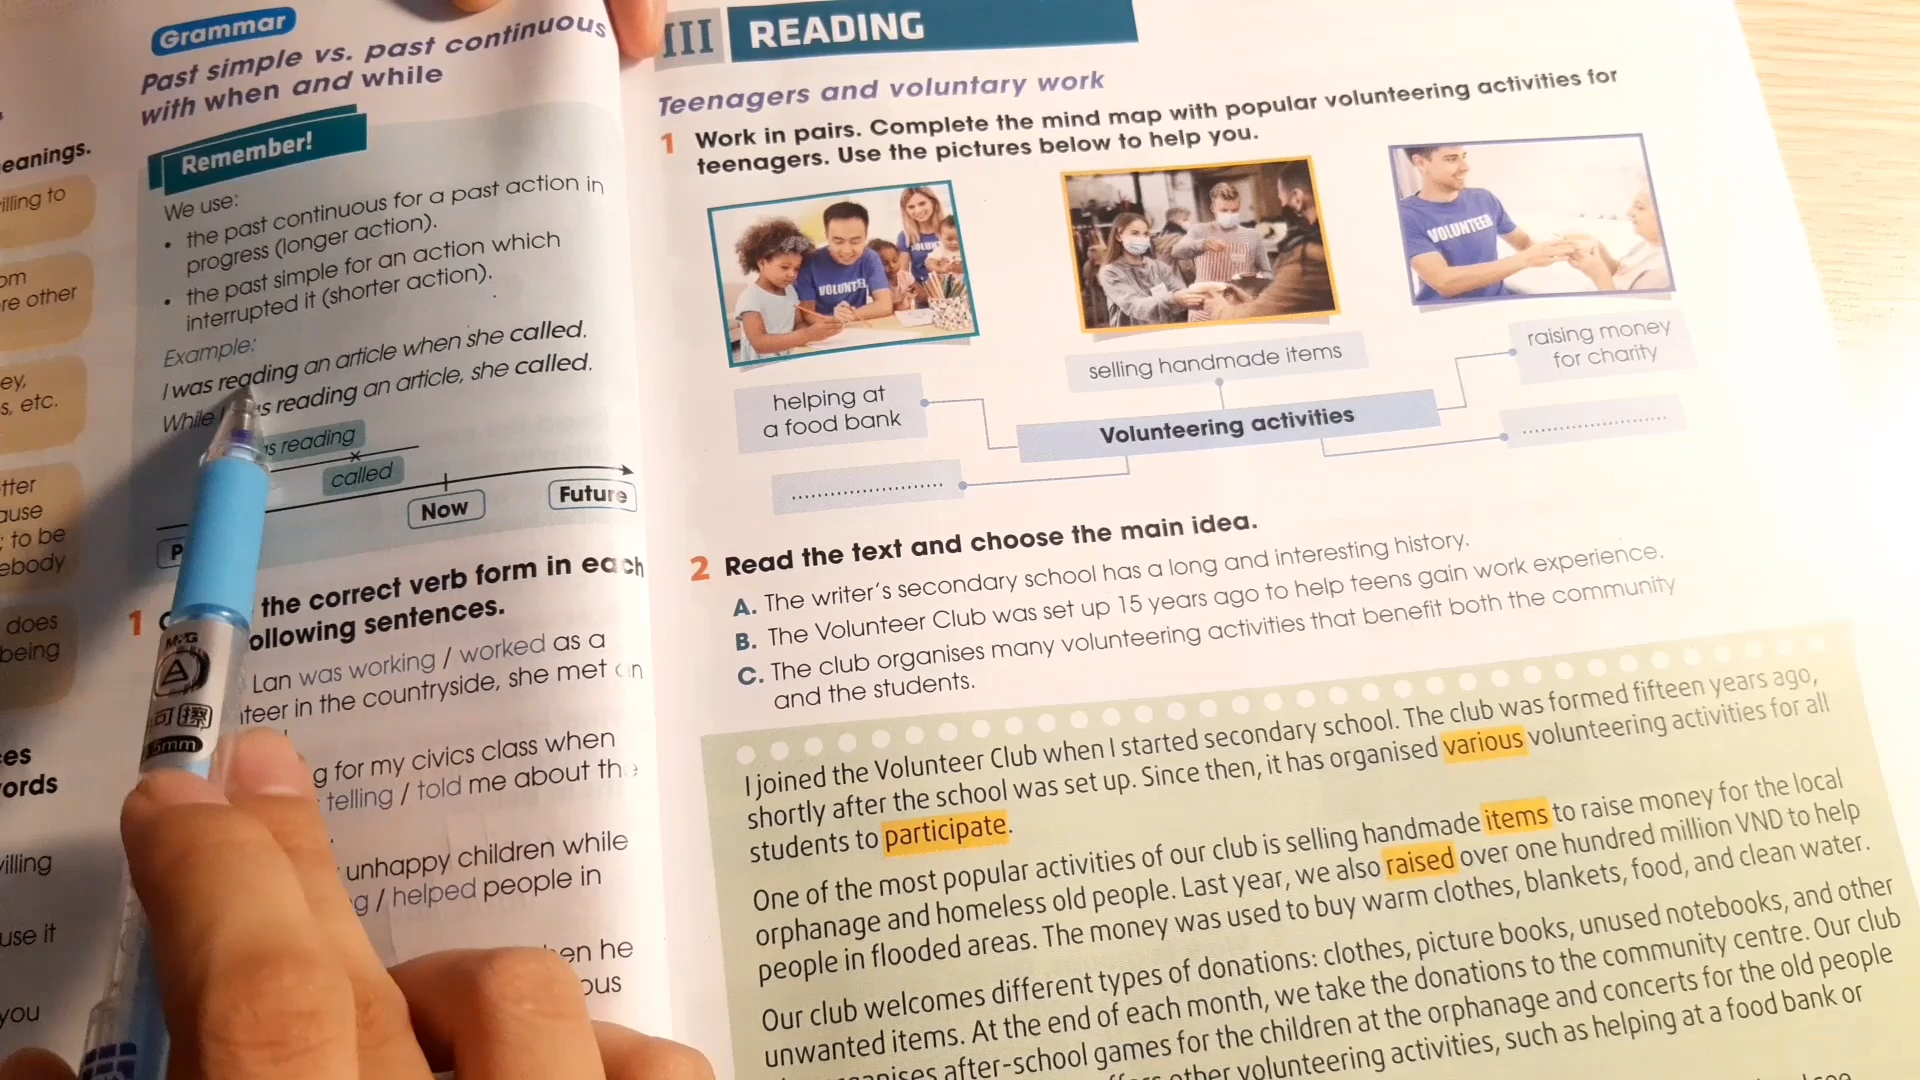 eanings.
illing to
om
re other
ey,
s, etc.
tter
ause
; to be
ebody
does
being
es
ords
illing
use it
you
Grammar
Past simple vs. past continuous
with when and while
Remember!
We use:
• the past continuous for a past action in
progress (longer action).
• the past simple for an action which
interrupted it (shorter action).
Example:
I was reading an article when she called.
While as reading an article, she called.
s reading
called
Now
Future
P
1 the correct verb form in each
ollowing sentences.
Lan was working / worked as a
teer in the countryside, she met an
g for my civics class when
telling / told me about the
unhappy children while
g / helped people in
en he
ous
M&G
A
可擦
5mm
III READING
Teenagers and voluntary work
1 Work in pairs. Complete the mind map with popular volunteering activities for
teenagers. Use the pictures below to help you.
VOLUNTE
VOLUN
VOLUNTEER
helping at
a food bank
selling handmade items
raising money
for charity
Volunteering activities
........................
........................
2 Read the text and choose the main idea.
A. The writer's secondary school has a long and interesting history.
B. The Volunteer Club was set up 15 years ago to help teens gain work experience.
C. The club organises many volunteering activities that benefit both the community
and the students.
I joined the Volunteer Club when I started secondary school. The club was formed fifteen years ago,
shortly after the school was set up. Since then, it has organised various volunteering activities for all
students to participate.
One of the most popular activities of our club is selling handmade items to raise money for the local
orphanage and homeless old people. Last year, we also raised over one hundred million VND to help
people in flooded areas. The money was used to buy warm clothes, blankets, food, and clean water.
Our club welcomes different types of donations: clothes, picture books, unused notebooks, and other
unwanted items. At the end of each month, we take the donations to the community centre. Our club
anises after-school games for the children at the orphanage and concerts for the old people
other volunteering activities, such as helping at a food bank or